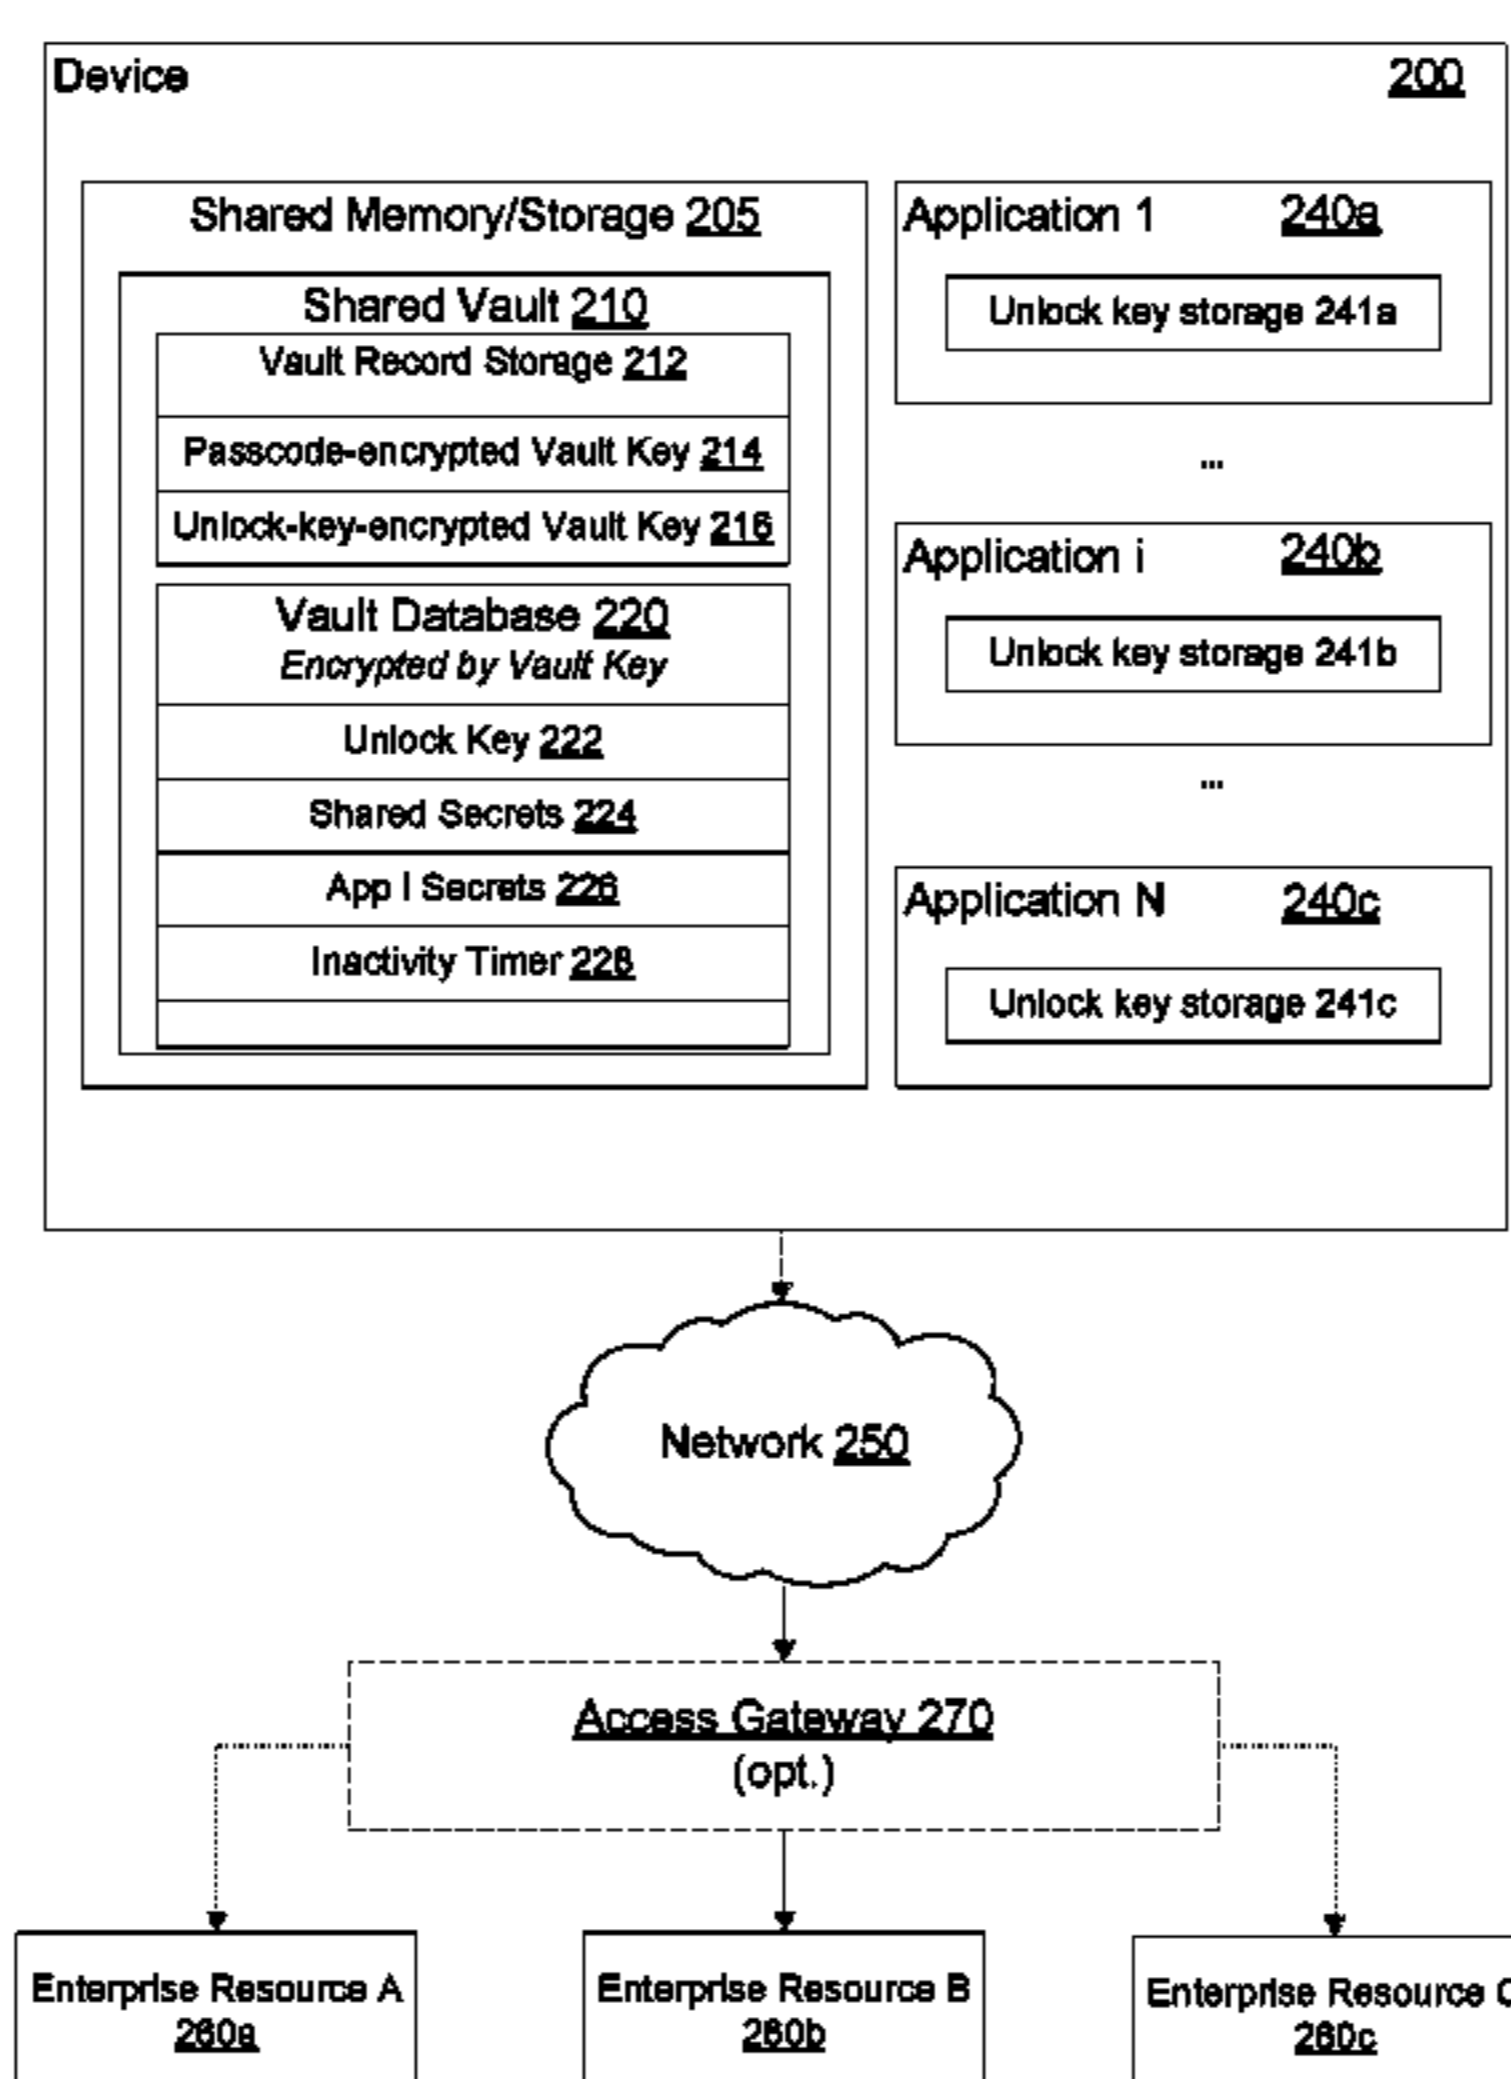 Device 200
Shared Memory/Storage 205
Shared Vault 210
Vault Record Storage 212
Passcode-encrypted Vault Key 214
Unlock-key-encrypted Vault Key 216
Vault Database 220
Encrypted by Vault Key
Unlock Key 222
Shared Secrets 224
App I Secrets 226
Inactivity Timer 228
Application 1 240a
Unlock key storage 241a
...
Application i 240b
Unlock key storage 241b
...
Application N 240c
Unlock key storage 241c
Network 250
Access Gateway 270
(opt.)
Enterprise Resource A
260a
Enterprise Resource B
260b
Enterprise Resource C
260c